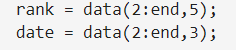 rank = data(2:end,5);
date = data(2:end,3);